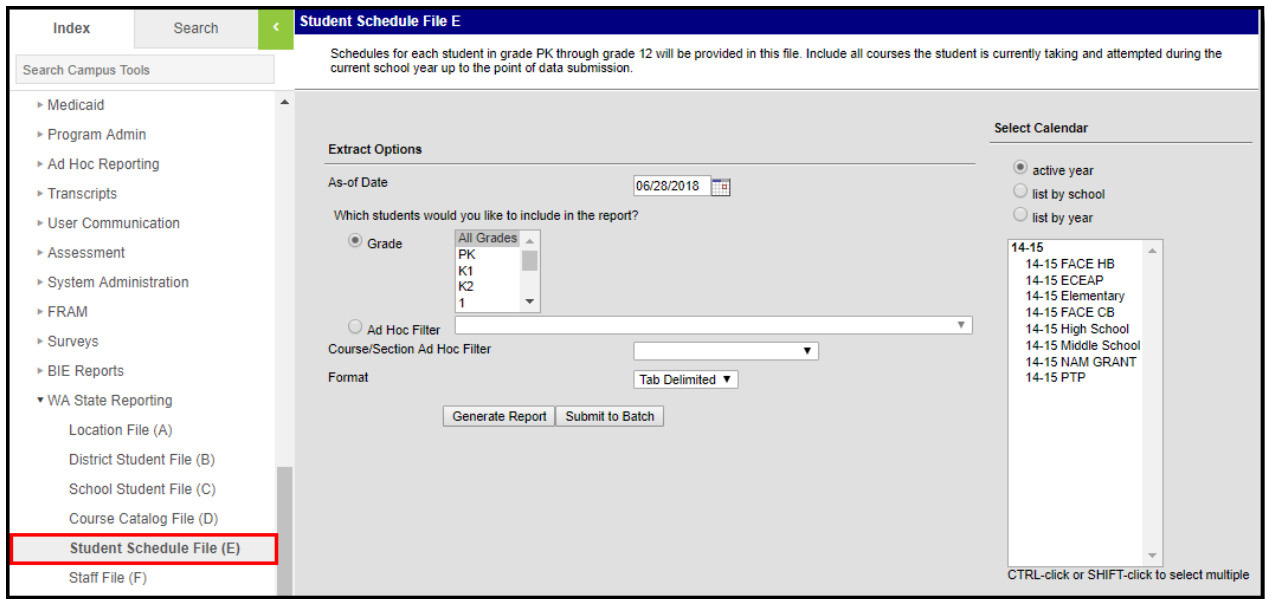 Index
Search
Search Campus Tools
Medicaid
Program Admin
Ad Hoc Reporting
Transcripts
User Communication
Assessment
System Administration
FRAM
Surveys
BIE Reports
WA State Reporting
Location File (A)
District Student File (B)
School Student File (C)
Course Catalog File (D)
Student Schedule File (E)
Staff File (F)
Student Schedule File E
Schedules for each student in grade PK through grade 12 will be provided in this file. Include all courses the student is currently taking and attempted during the
current school year up to the point of data submission.
Extract Options
As-of Date
06/28/2018
Which students would you like to include in the report?
Grade
All Grades
PK
K1
K2
1
Ad Hoc Filter
Course/Section Ad Hoc Filter
Format
Tab Delimited
Generate Report
Submit to Batch
Select Calendar
active year
list by school
list by year
14-15
14-15 FACE HB
14-15 ECEAP
14-15 Elementary
14-15 FACE CB
14-15 High School
14-15 Middle School
14-15 NAM GRANT
14-15 PTP
CTRL-click or SHIFT-click to select multiple